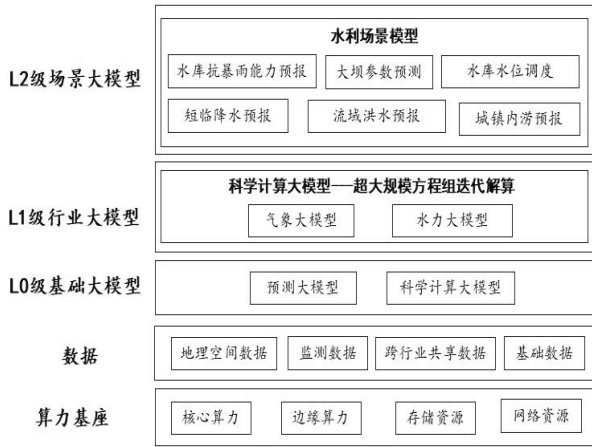 水利场景模型
L2级场景大模型
水库抗暴雨能力预报 大坝参数预测 水库水位调度
短临降水预报 流域洪水预报 城镇内涝预报
科学计算大模型---超大规模方程组迭代解算
L1级行业大模型
气象大模型 水力大模型
L0级基础大模型
预测大模型 科学计算大模型
数据
地理空间数据 监测数据 跨行业共享数据 基础数据
算力基座
核心算力 边缘算力 存储资源 网络资源